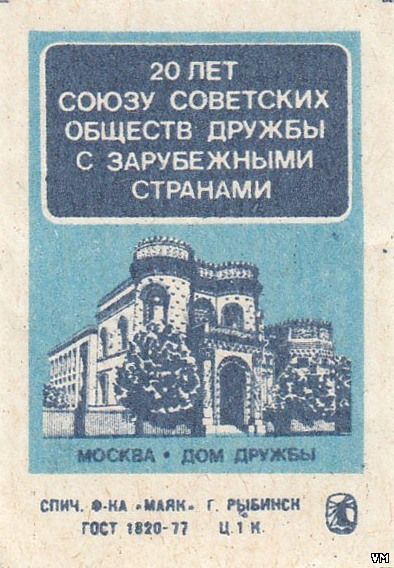 20 ЛЕТ
СОЮЗУ СОВЕТСКИХ
ОБЩЕСТВ ДРУЖБЫ
С ЗАРУБЕЖНЫМИ
СТРАНАМИ
МОСКВА • ДОМ ДРУЖБЫ
СПИЧ. Ф-КА «МАЯК» Г. РЫБИНСК
ГОСТ 1820-77 Ц. 1 К.
VM